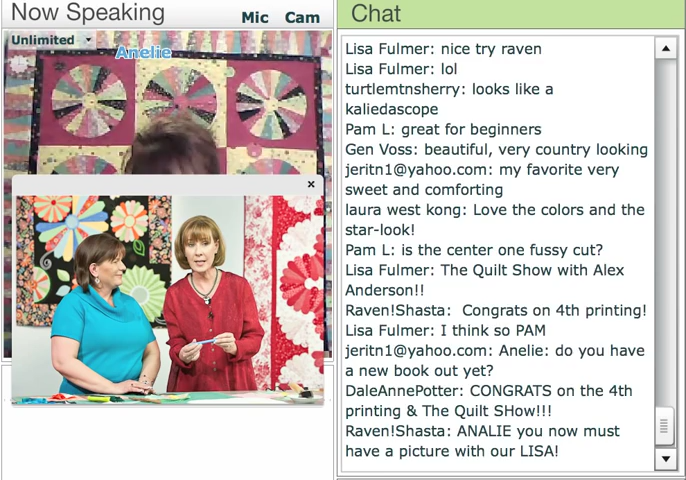 Now Speaking
Mic Cam
Unlimited
Anelie
Chat
Lisa Fulmer: nice try raven
Lisa Fulmer: lol
turtlemtnsherry: looks like a
kaliedascope
Pam L: great for beginners
Gen Voss: beautiful, very country looking
jeritn1@yahoo.com: my favorite very
sweet and comforting
laura west kong: Love the colors and the
star-look!
Pam L: is the center one fussy cut?
Lisa Fulmer: The Quilt Show with Alex
Anderson!!
Raven!Shasta: Congrats on 4th printing!
Lisa Fulmer: I think so PAM
jeritn1@yahoo.com: Anelie: do you have
a new book out yet?
DaleAnnePotter: CONGRATS on the 4th
printing & The Quilt SHow!!!
Raven!Shasta: ANALIE you now must
have a picture with our LISA!